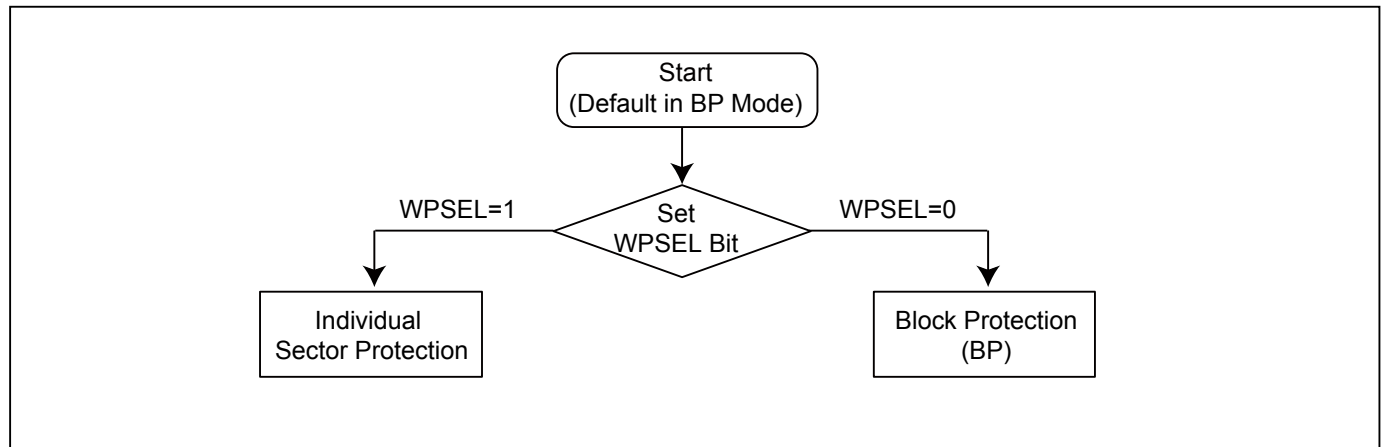 Start
(Default in BP Mode)
WPSEL=1
Set
WPSEL Bit
WPSEL=0
Individual
Sector Protection
Block Protection
(BP)